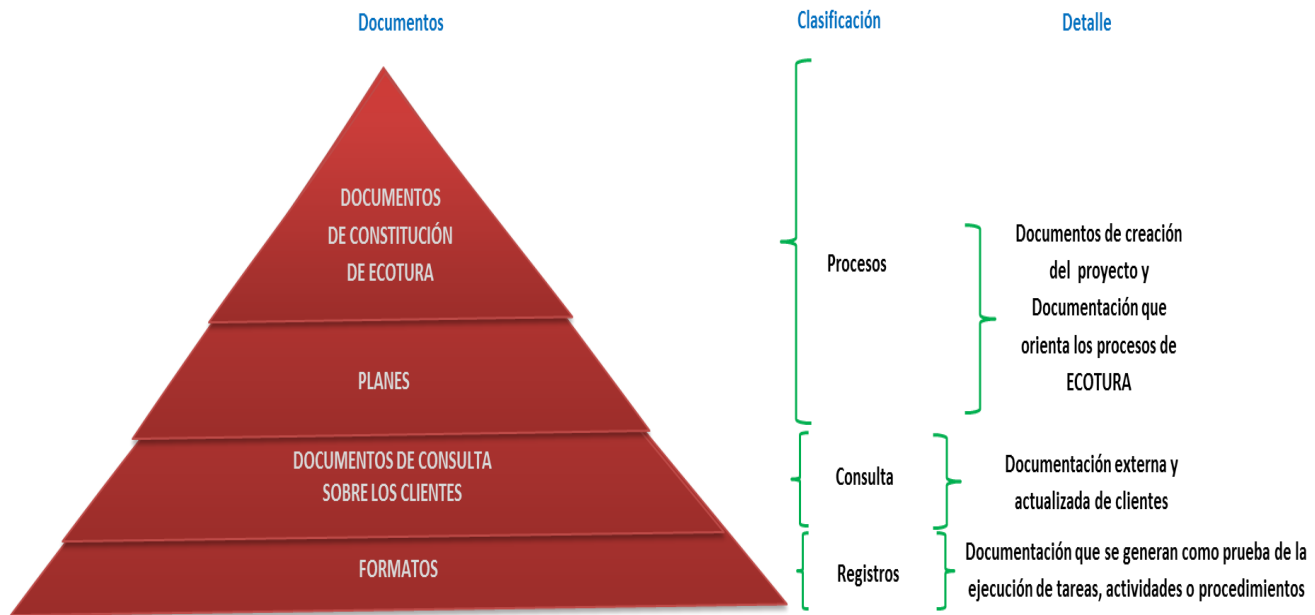 Documentos
Clasificación
Detalle
DOCUMENTOS
DE CONSTITUCIÓN
DE ECOTURA
Procesos
Documentos de creación
del proyecto y
Documentación que
orienta los procesos de
ECOTURA
PLANES
DOCUMENTOS DE CONSULTA
SOBRE LOS CLIENTES
Consulta
Documentación externa y
actualizada de clientes
FORMATOS
Registros
Documentación que se generan como prueba de la
ejecución de tareas, actividades o procedimientos